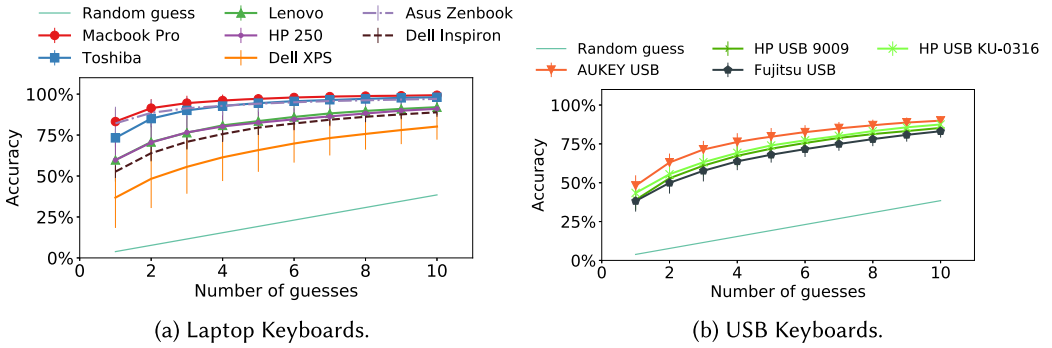 Random guess
Macbook Pro
Toshiba
Lenovo
HP 250
Dell XPS
Asus Zenbook
Dell Inspiron
100%
75%
50%
25%
0%
Accuracy
0 2 4 6 8 10
Number of guesses
(a) Laptop Keyboards.
Random guess
AUKEY USB
HP USB 9009
Fujitsu USB
HP USB KU-0316
100%
75%
50%
25%
0%
Accuracy
0 2 4 6 8 10
Number of guesses
(b) USB Keyboards.